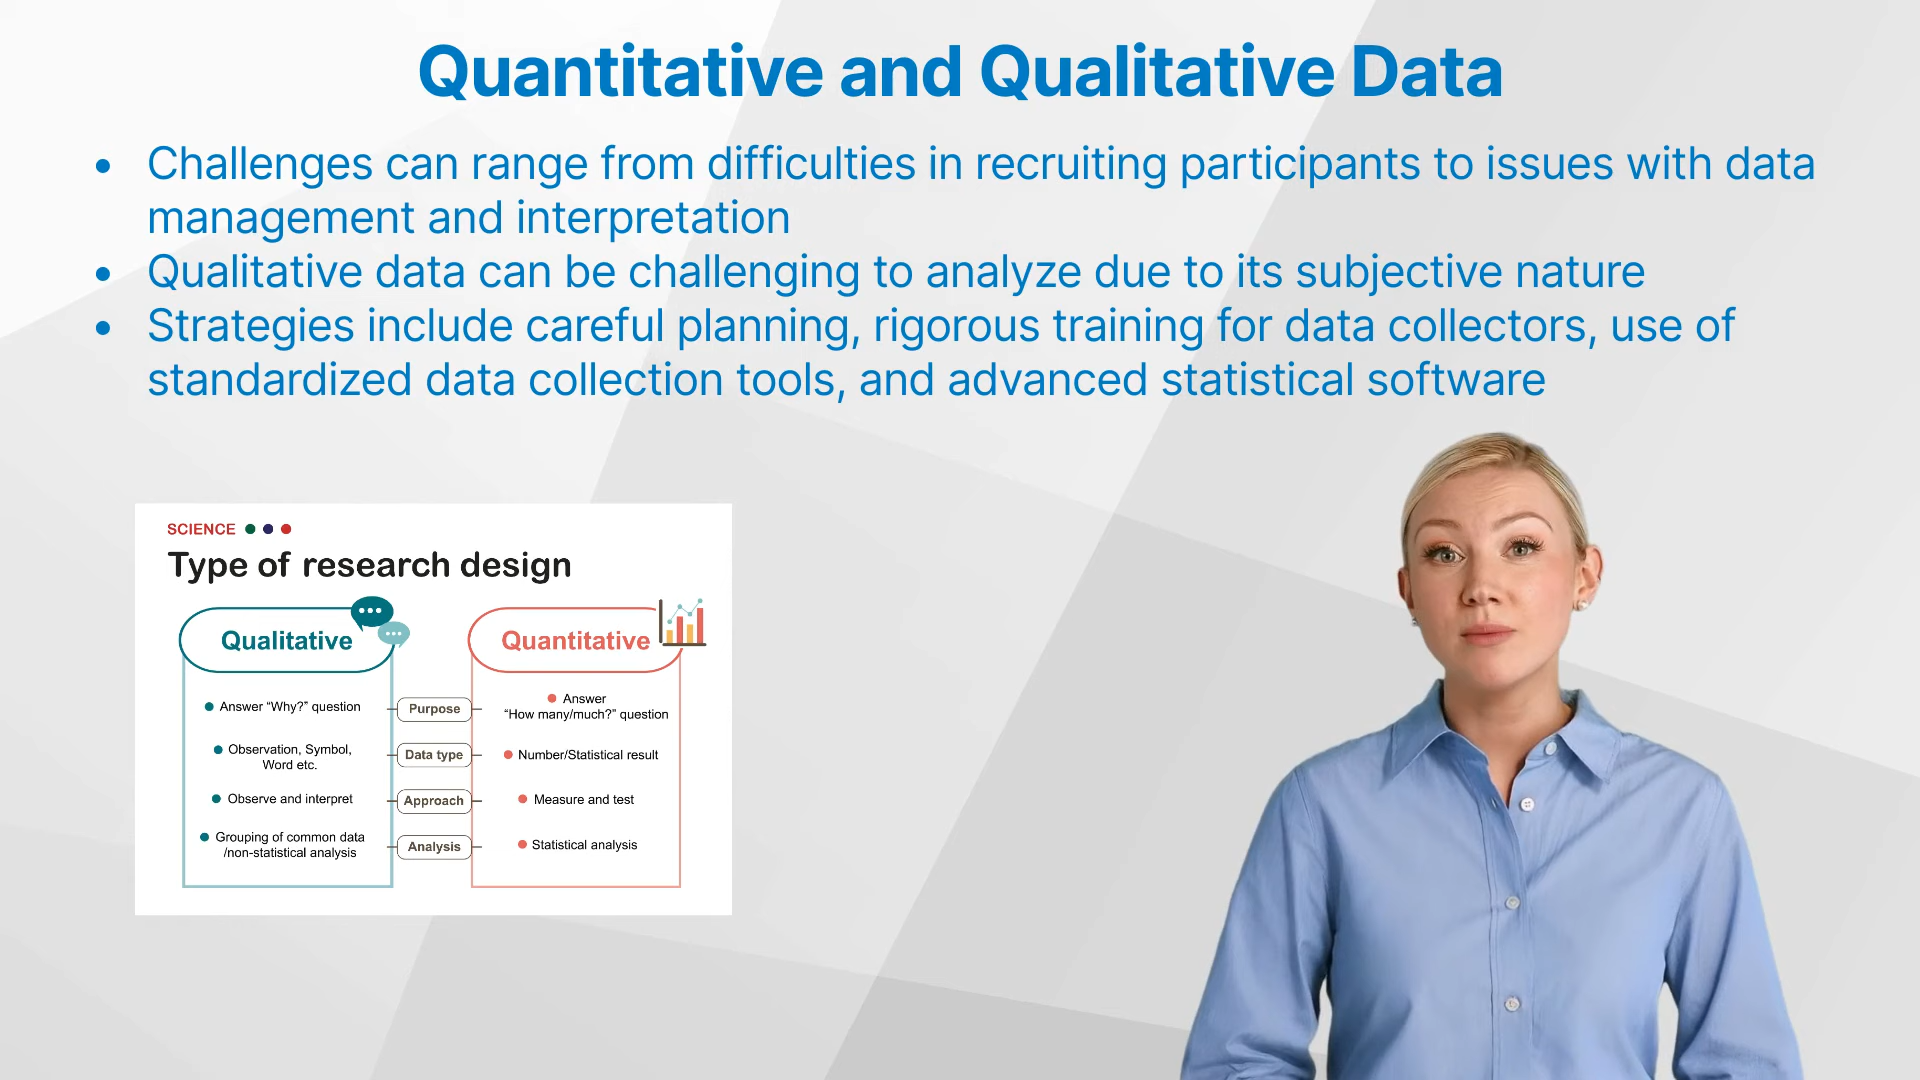 Quantitative and Qualitative Data
• Challenges can range from difficulties in recruiting participants to issues with data
management and interpretation
• Qualitative data can be challenging to analyze due to its subjective nature
• Strategies include careful planning, rigorous training for data collectors, use of
standardized data collection tools, and advanced statistical software
SCIENCE
Type of research design
Qualitative
Quantitative
Answer “Why?” question
Purpose
Answer
“How many/much?” question
Observation, Symbol,
Word etc.
Data type
Number/Statistical result
Observe and interpret
Approach
Measure and test
Grouping of common data
/non-statistical analysis
Analysis
Statistical analysis